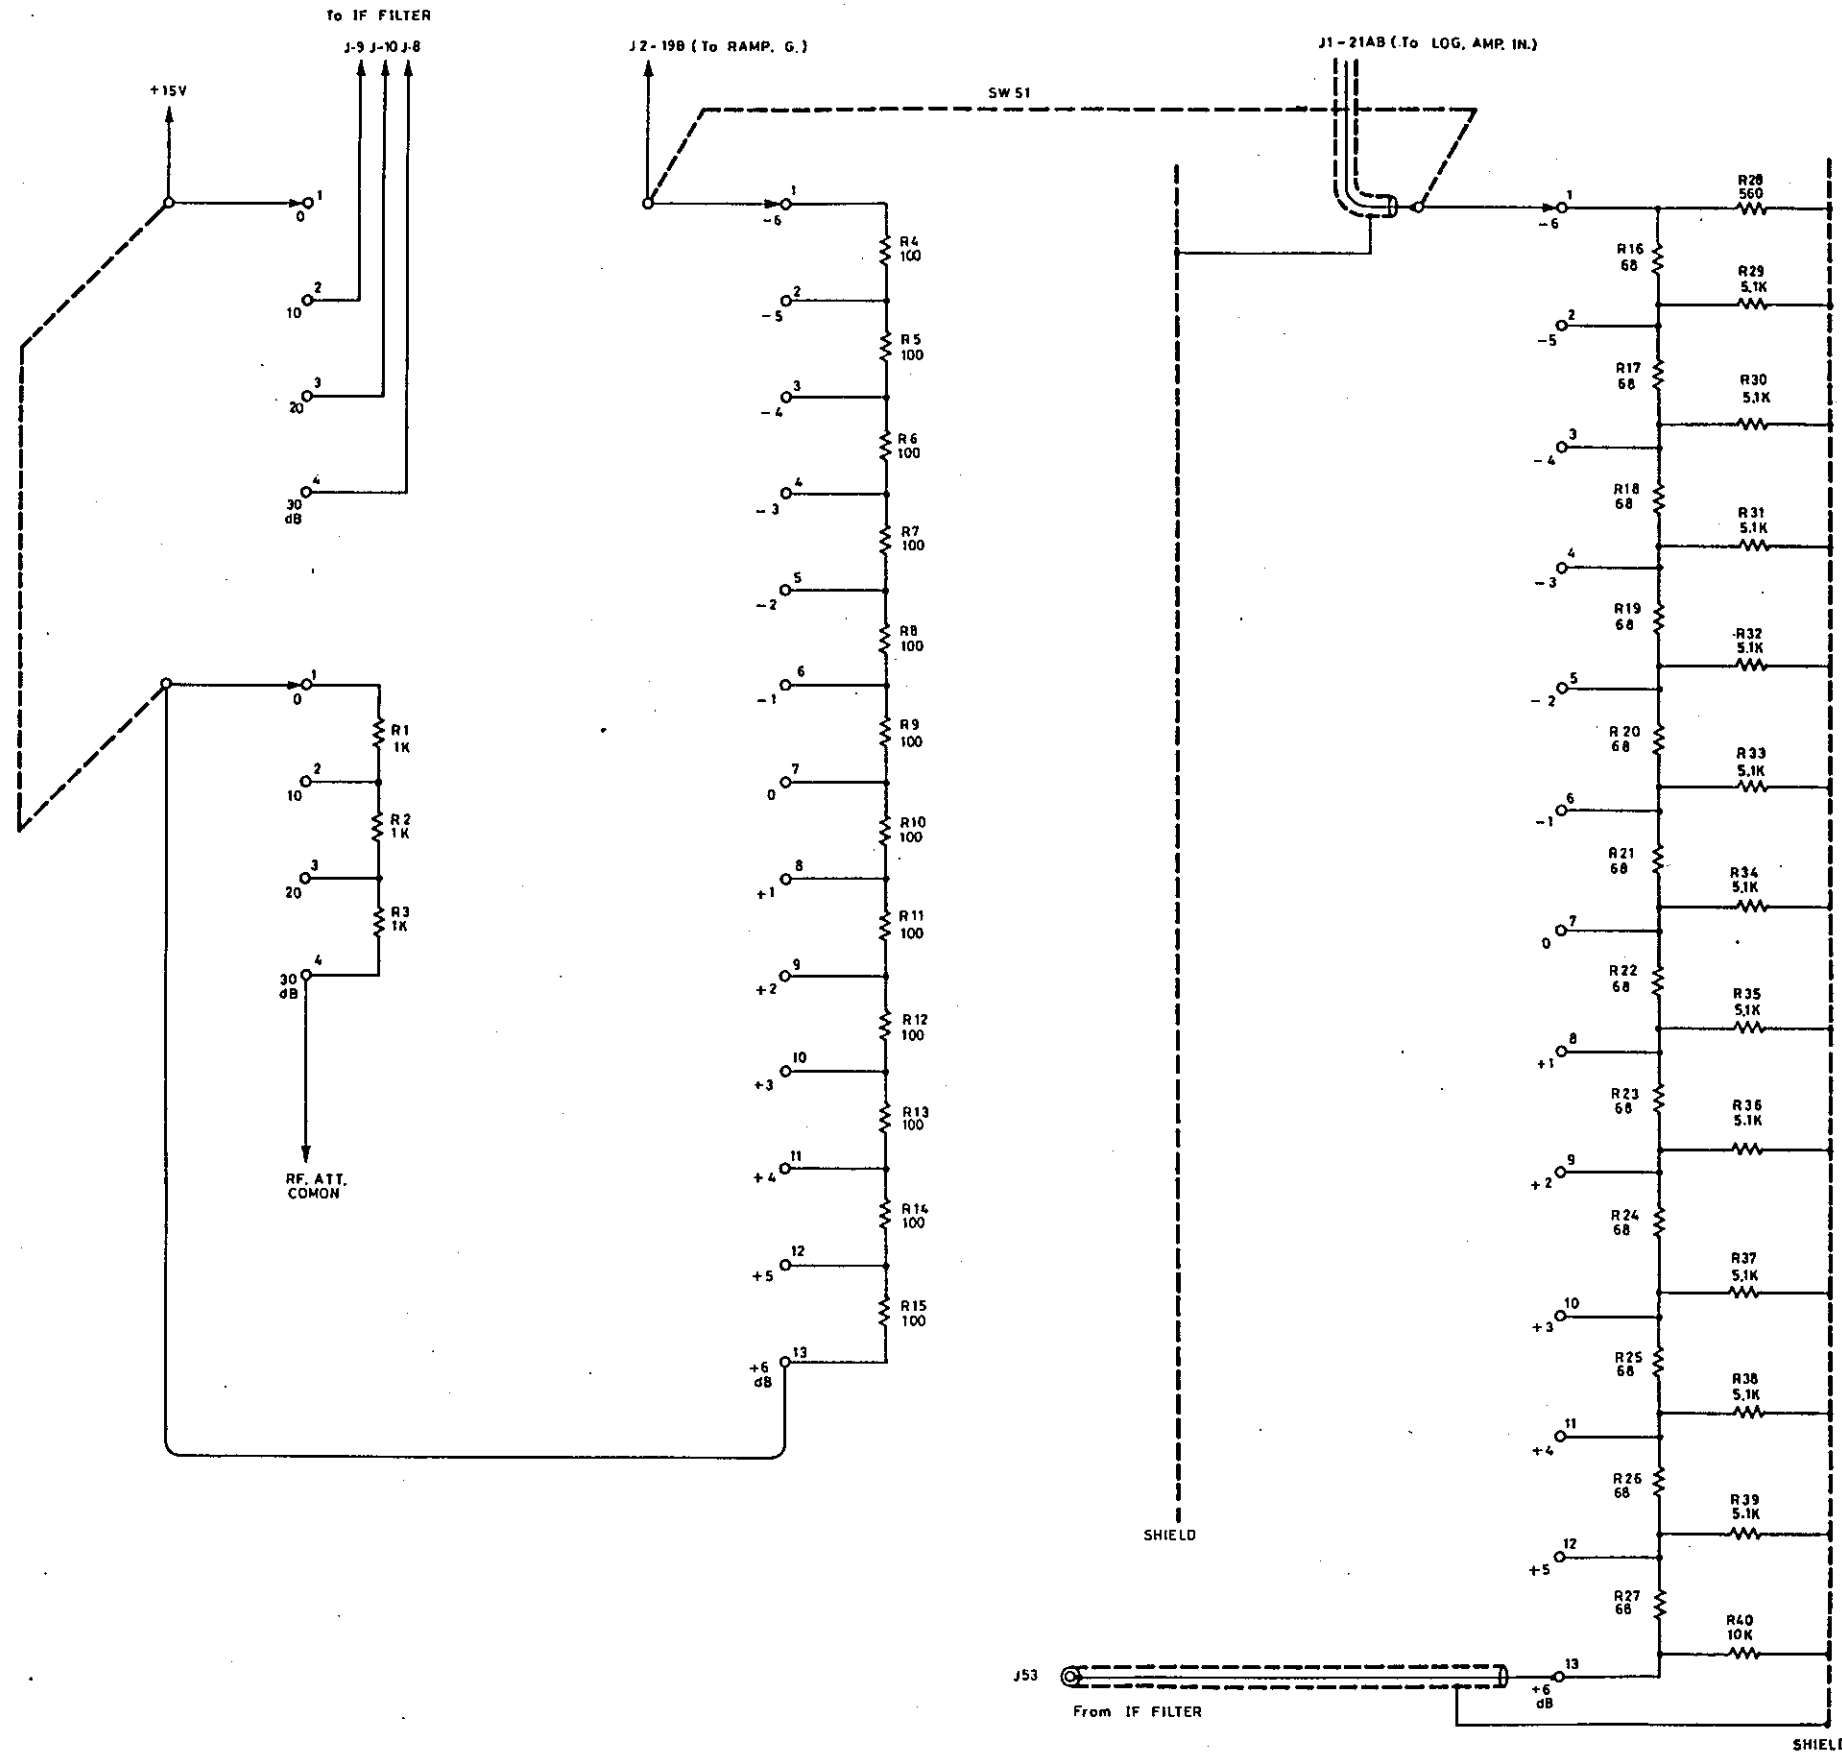 To IF FILTER
J-9 J-10 J-8
+15V
1
0
2
10
3
20
4
30
dB
1
0
R1
1K
2
10
R2
1K
3
20
R3
1K
4
30
dB
RF. ATT.
COMON
J2-19B (To RAMP. G.)
SW 51
1
-6
R4
100
2
-5
R5
100
3
-4
R6
100
4
-3
R7
100
5
-2
R8
100
6
-1
R9
100
7
0
R10
100
8
+1
R11
100
9
+2
R12
100
10
+3
R13
100
11
+4
R14
100
12
+5
R15
100
13
+6
dB
SHIELD
J1-21AB (To LOG, AMP. IN.)
1
-6
R28
560
R16
68
R29
5.1K
2
-5
R17
68
R30
5.1K
3
-4
R18
68
R31
5.1K
4
-3
R19
68
R32
5.1K
5
-2
R20
68
R33
5.1K
6
-1
R21
68
R34
5.1K
7
0
R22
68
R35
5.1K
8
+1
R23
68
R36
5.1K
9
+2
R24
68
R37
5.1K
10
+3
R25
68
R38
5.1K
11
+4
R26
68
R39
5.1K
12
+5
R27
68
R40
10K
J53
13
+6
dB
From IF FILTER
SHIEL